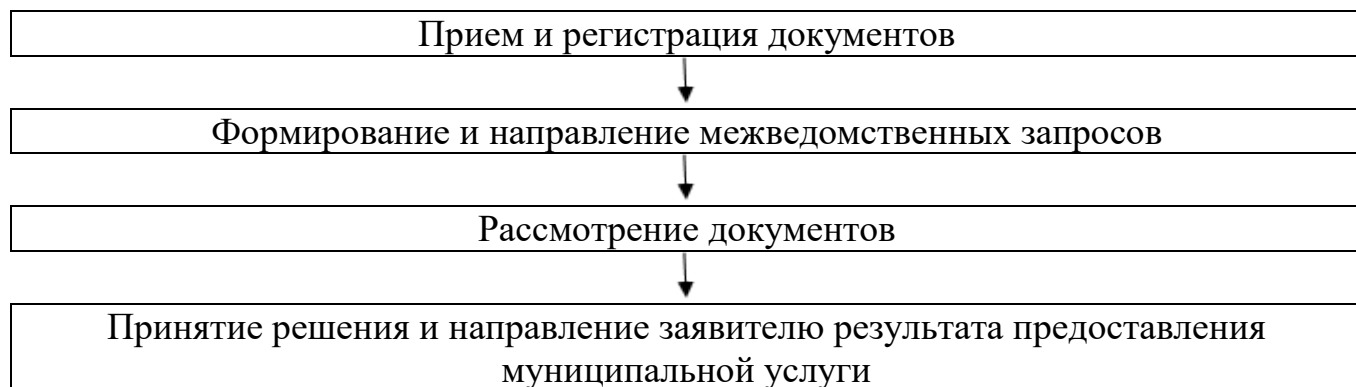 Прием и регистрация документов
Формирование и направление межведомственных запросов
Рассмотрение документов
Принятие решения и направление заявителю результата предоставления
муниципальной услуги